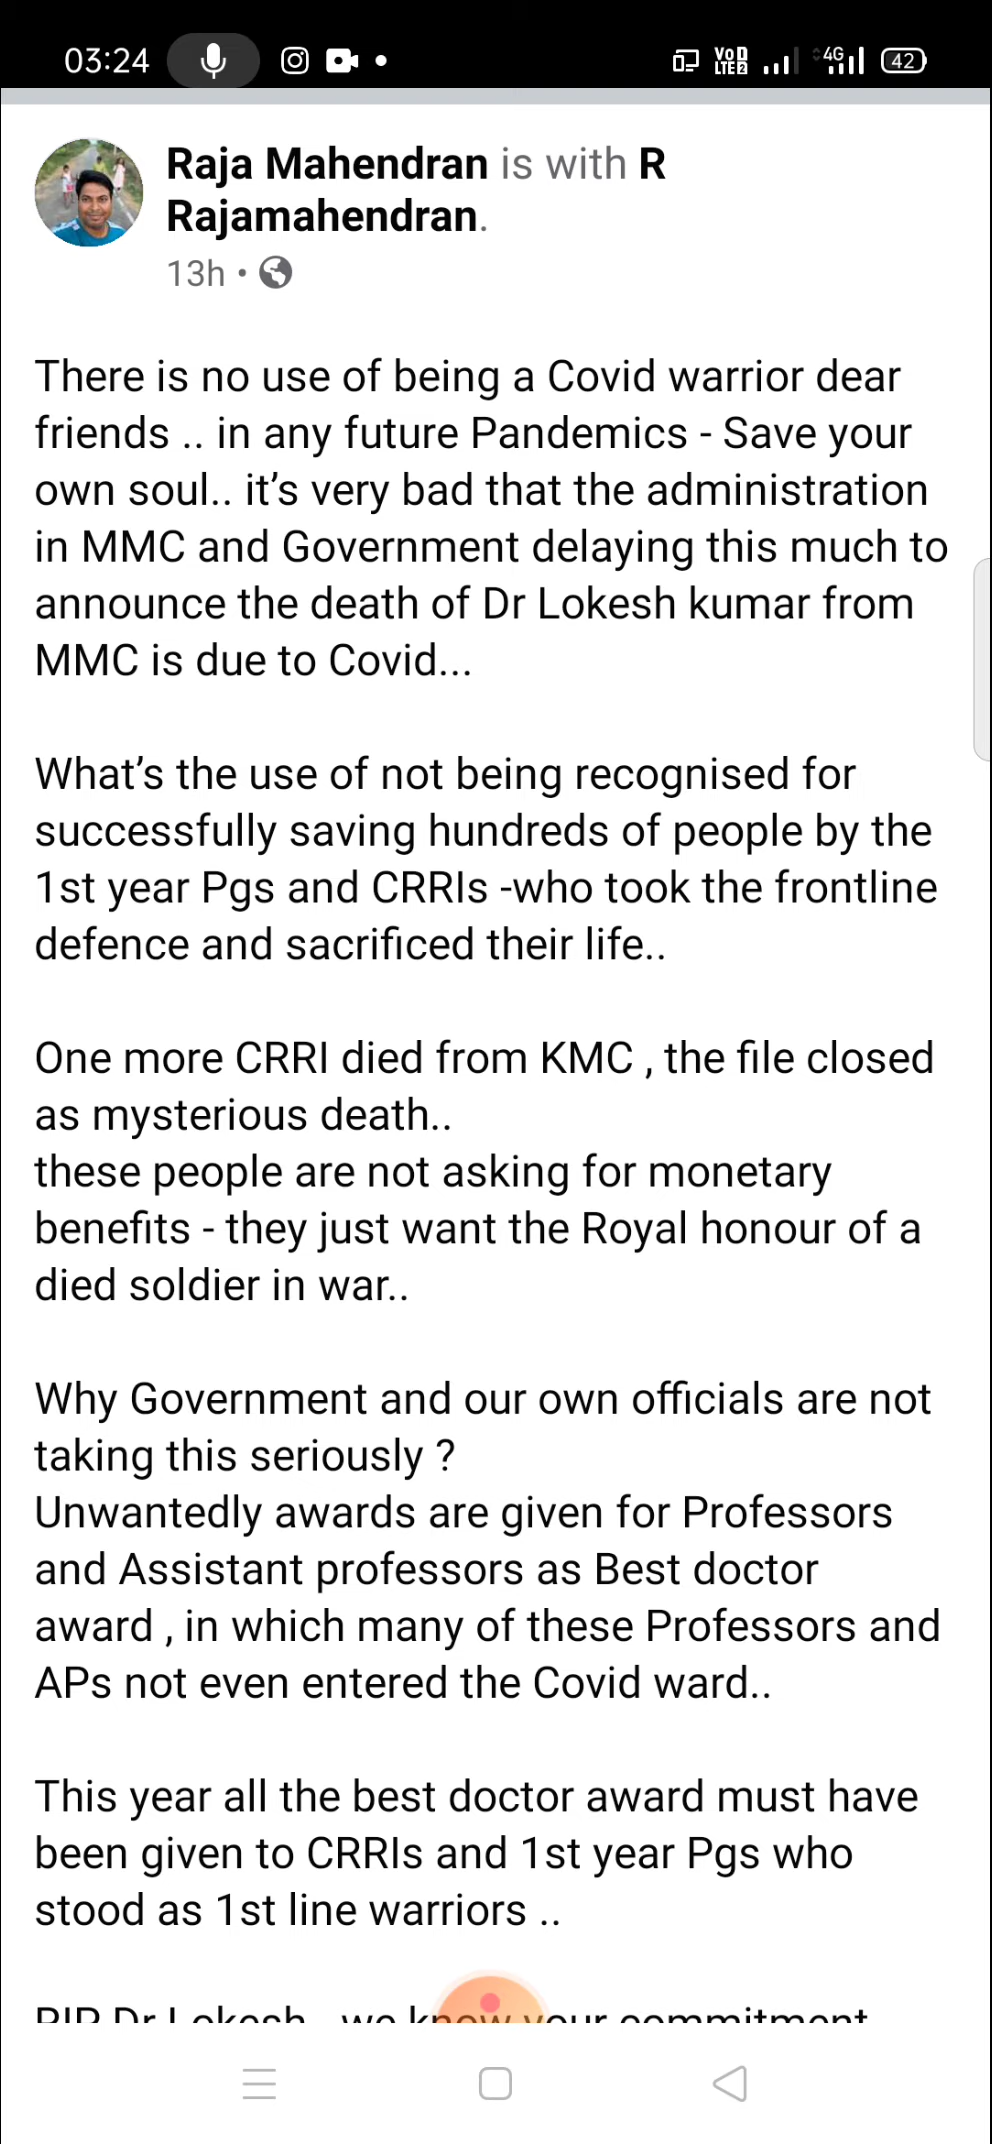 03:24
VoD LTE2 4G 42
Raja Mahendran is with R
Rajamahendran.
13h •
There is no use of being a Covid warrior dear
friends .. in any future Pandemics - Save your
own soul.. it’s very bad that the administration
in MMC and Government delaying this much to
announce the death of Dr Lokesh kumar from
MMC is due to Covid...
What’s the use of not being recognised for
successfully saving hundreds of people by the
1st year Pgs and CRRIs -who took the frontline
defence and sacrificed their life..
One more CRRI died from KMC , the file closed
as mysterious death..
these people are not asking for monetary
benefits - they just want the Royal honour of a
died soldier in war..
Why Government and our own officials are not
taking this seriously ?
Unwantedly awards are given for Professors
and Assistant professors as Best doctor
award , in which many of these Professors and
APs not even entered the Covid ward..
This year all the best doctor award must have
been given to CRRIs and 1st year Pgs who
stood as 1st line warriors ..
RIP Dr Lokesh.. we know your commitment